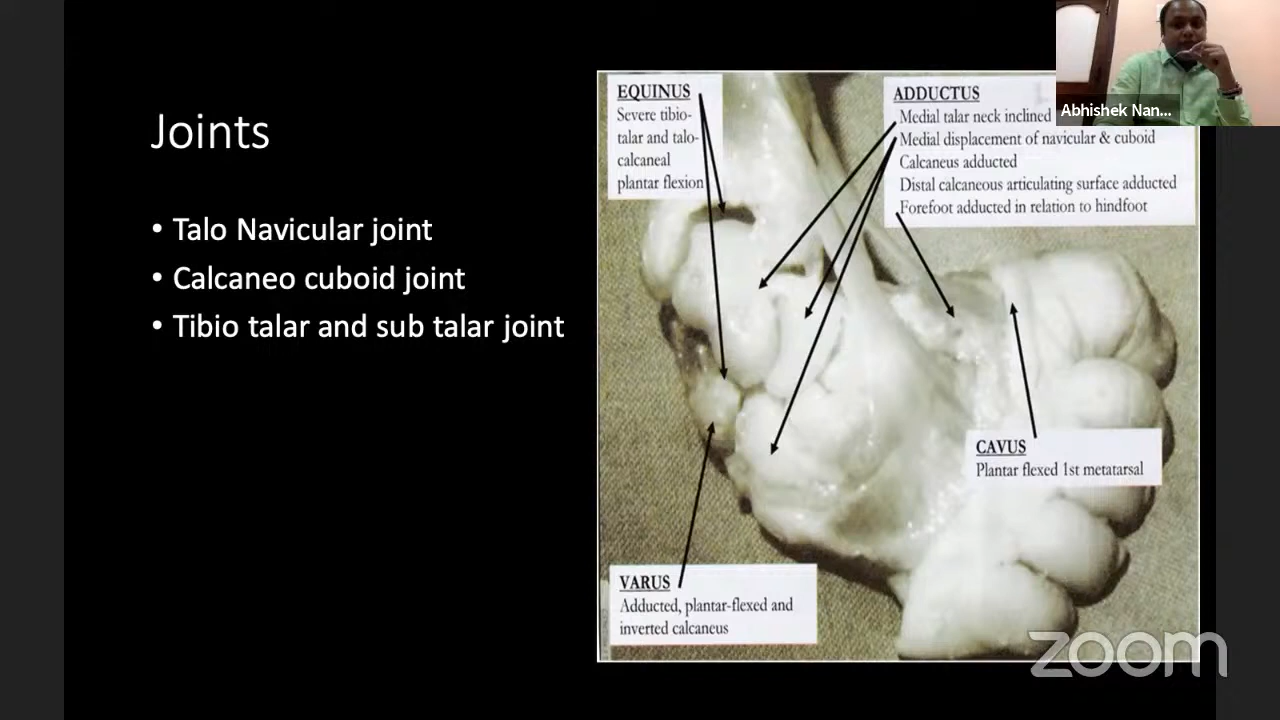 Joints
• Talo Navicular joint
• Calcaneo cuboid joint
• Tibio talar and sub talar joint
EQUINUS
Severe tibio-
talar and talo-
calcaneal
plantar flexion
ADDUCTUS
Medial talar neck inclined
Medial displacement of navicular & cuboid
Calcaneus adducted
Distal calcaneous articulating surface adducted
Forefoot adducted in relation to hindfoot
CAVUS
Plantar flexed 1st metatarsal
VARUS
Adducted, plantar-flexed and
inverted calcaneus
Abhishek Nan...
zoom